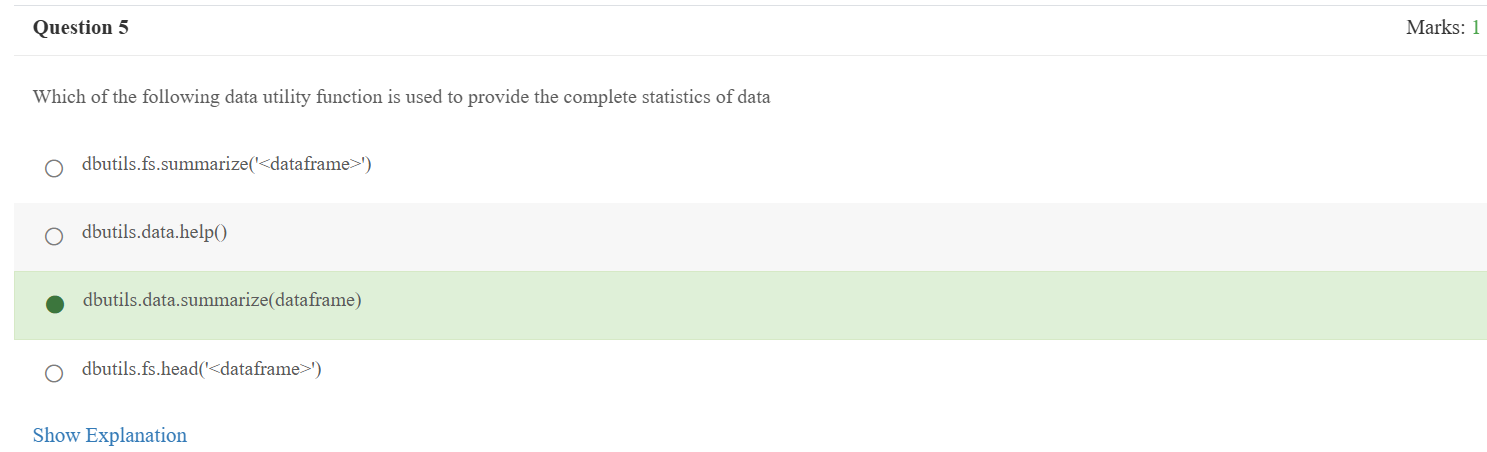 Question 5
Marks: 1
Which of the following data utility function is used to provide the complete statistics of data
dbutils.fs.summarize('<dataframe>')
dbutils.data.help()
dbutils.data.summarize(dataframe)
dbutils.fs.head('<dataframe>')
Show Explanation